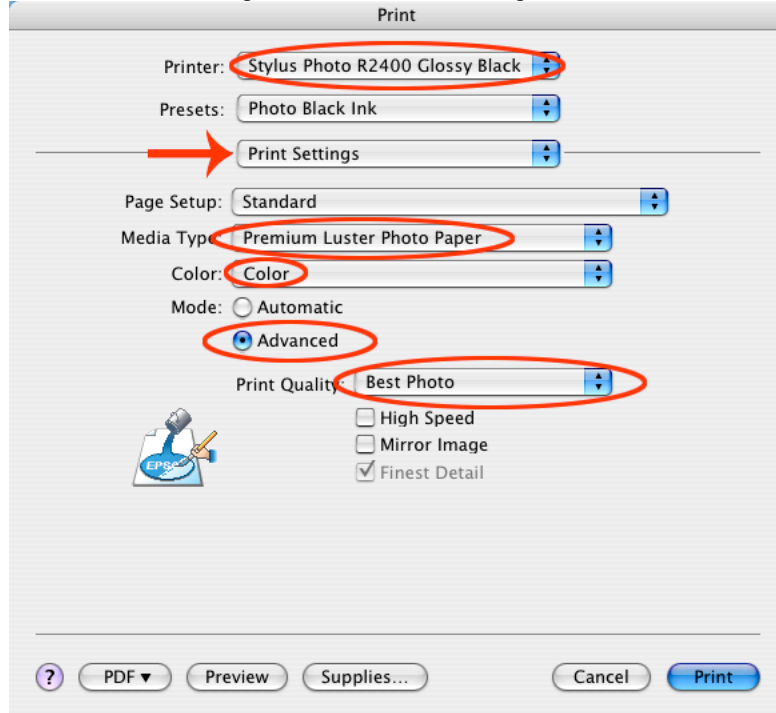 Print
Printer: Stylus Photo R2400 Glossy Black
Presets: Photo Black Ink
Print Settings
Page Setup: Standard
Media Type: Premium Luster Photo Paper
Color: Color
Mode: Automatic
Advanced
Print Quality: Best Photo
High Speed
Mirror Image
Finest Detail
EPSON
? PDF▼ Preview Supplies... Cancel Print